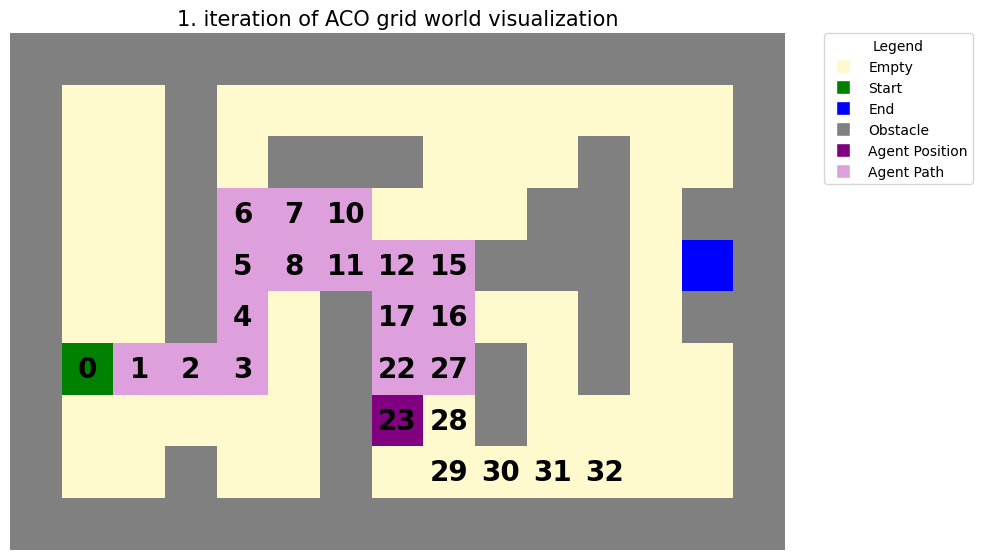 1. iteration of ACO grid world visualization
Legend
Empty
Start
End
Obstacle
Agent Position
Agent Path
6 7 10
5 8 11 12 15
4 17 16
0 1 2 3 22 27
23 28
29 30 31 32